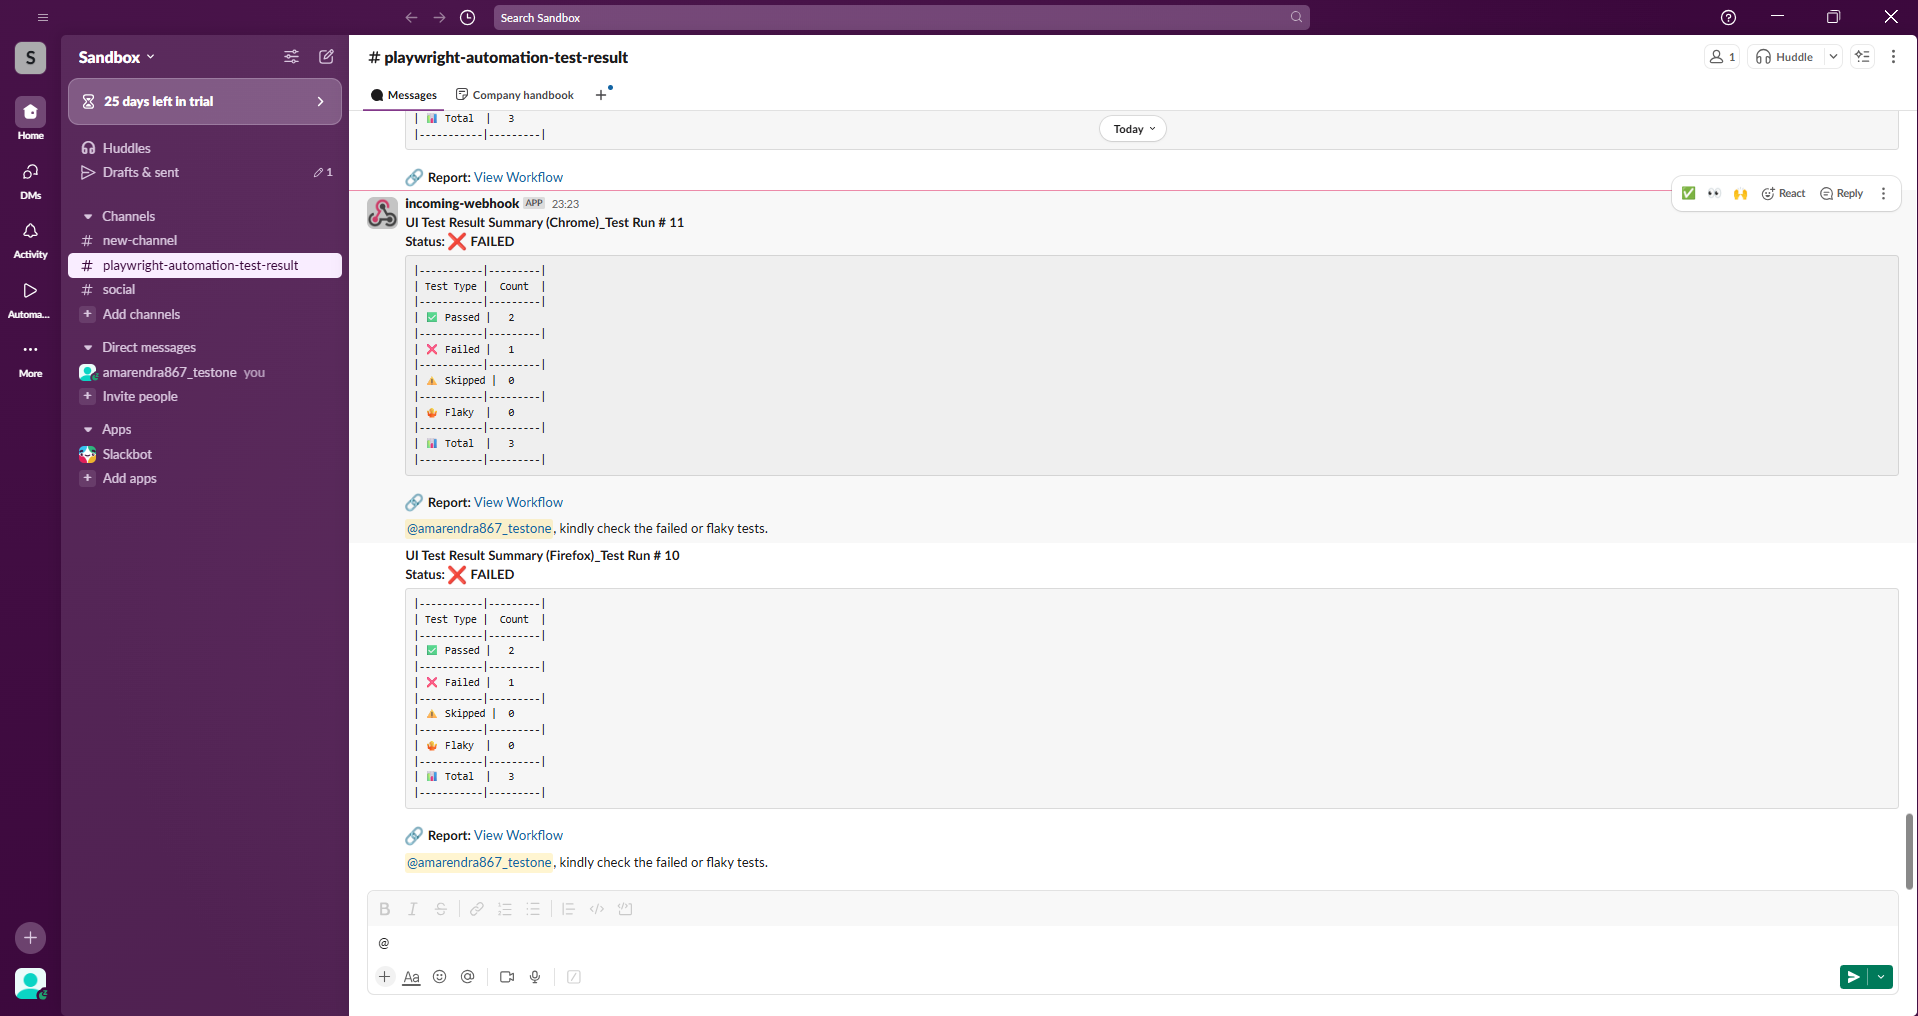 Search Sandbox
S
Home
DMs
Activity
Automa...
More
Sandbox
25 days left in trial
Huddles
Drafts & sent 1
Channels
# new-channel
# playwright-automation-test-result
# social
+ Add channels
Direct messages
amarendra867_testone you
+ Invite people
Apps
Slackbot
+ Add apps
# playwright-automation-test-result
1
Huddle
Messages
Company handbook
+
| 📊 Total | 3
|-----------|---------|
Today
🔗 Report: View Workflow
incoming-webhook APP 23:23
✅ 👀 🙌 React Reply
UI Test Result Summary (Chrome)_Test Run # 11
Status: ❌ FAILED
|-----------|---------|
| Test Type | Count |
|-----------|---------|
| ✅ Passed | 2
|-----------|---------|
| ❌ Failed | 1
|-----------|---------|
| ⚠️ Skipped | 0
|-----------|---------|
| Flaky | 0
|-----------|---------|
| 📊 Total | 3
|-----------|---------|
🔗 Report: View Workflow
@amarendra867_testone, kindly check the failed or flaky tests.
UI Test Result Summary (Firefox)_Test Run # 10
Status: ❌ FAILED
|-----------|---------|
| Test Type | Count |
|-----------|---------|
| ✅ Passed | 2
|-----------|---------|
| ❌ Failed | 1
|-----------|---------|
| ⚠️ Skipped | 0
|-----------|---------|
| Flaky | 0
|-----------|---------|
| 📊 Total | 3
|-----------|---------|
🔗 Report: View Workflow
@amarendra867_testone, kindly check the failed or flaky tests.
B I S
@
+ Aa @